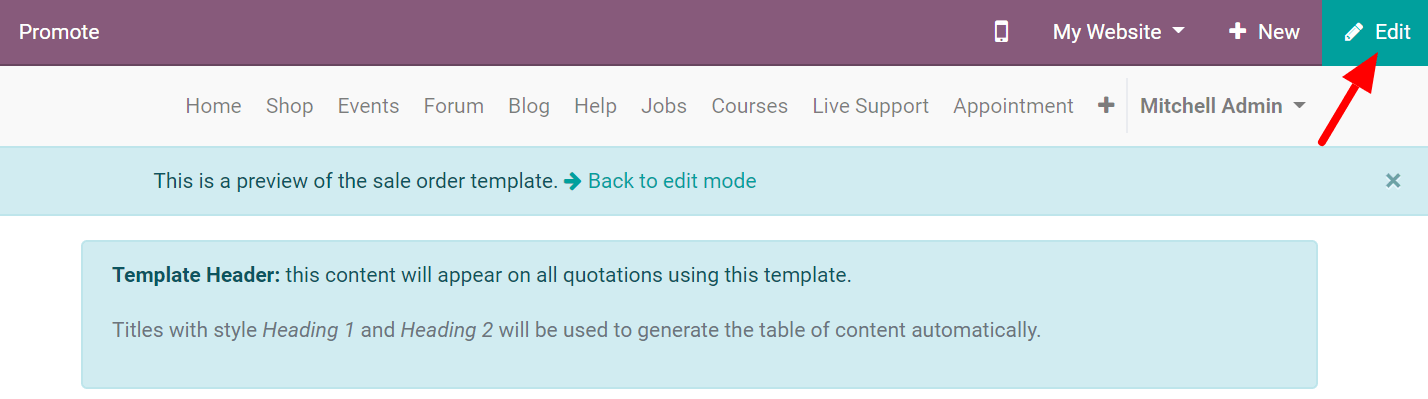 Promote My Website New Edit
Home Shop Events Forum Blog Help Jobs Courses Live Support Appointment Mitchell Admin
This is a preview of the sale order template. Back to edit mode
Template Header: this content will appear on all quotations using this template.
Titles with style Heading 1 and Heading 2 will be used to generate the table of content automatically.